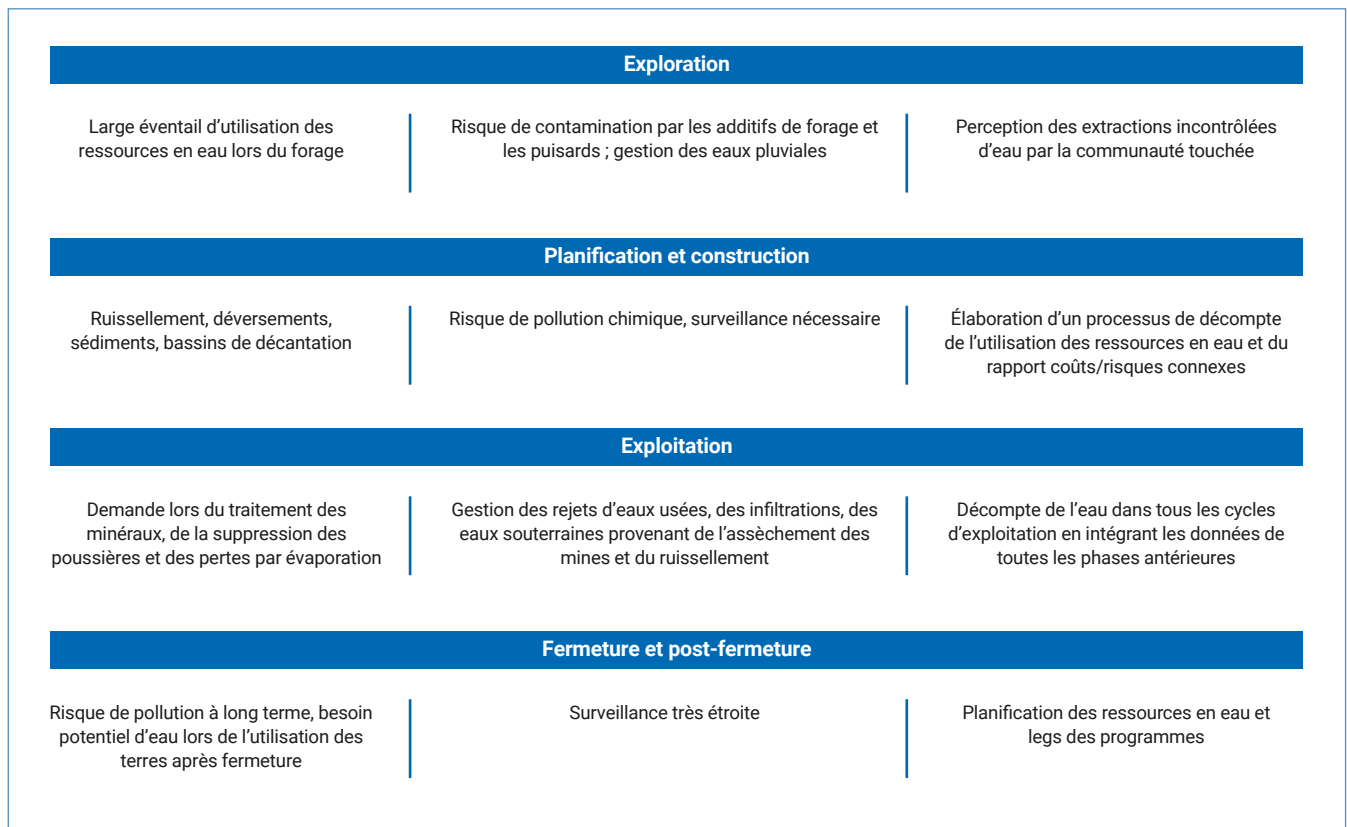 Exploration
Large éventail d’utilisation des
ressources en eau lors du forage
Risque de contamination par les additifs de forage et
les puisards ; gestion des eaux pluviales
Perception des extractions incontrôlées
d’eau par la communauté touchée
Planification et construction
Ruissellement, déversements,
sédiments, bassins de décantation
Risque de pollution chimique, surveillance nécessaire
Élaboration d’un processus de décompte
de l’utilisation des ressources en eau et du
rapport coûts/risques connexes
Exploitation
Demande lors du traitement des
minéraux, de la suppression des
poussières et des pertes par évaporation
Gestion des rejets d’eaux usées, des infiltrations, des
eaux souterraines provenant de l’assèchement des
mines et du ruissellement
Décompte de l’eau dans tous les cycles
d’exploitation en intégrant les données de
toutes les phases antérieures
Fermeture et post-fermeture
Risque de pollution à long terme, besoin
potentiel d’eau lors de l’utilisation des
terres après fermeture
Surveillance très étroite
Planification des ressources en eau et
legs des programmes